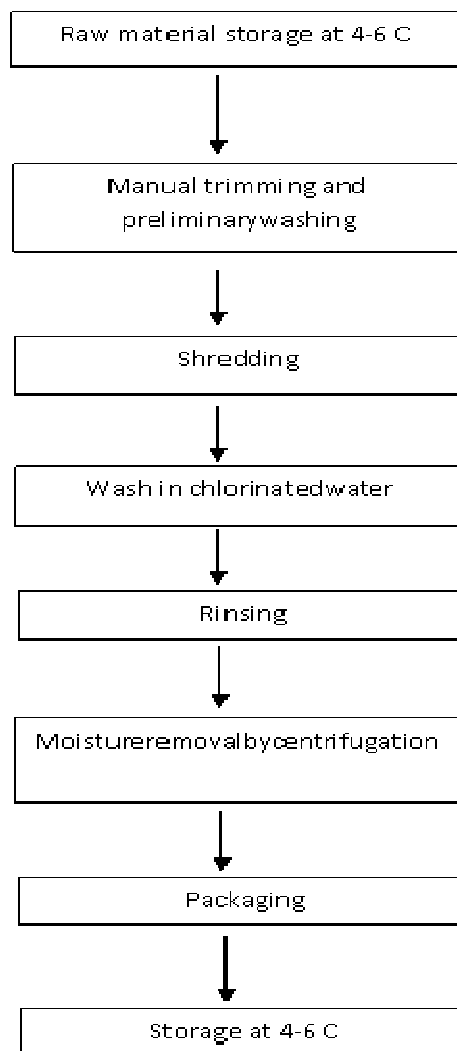 Raw material storage at 4-6 C
Manual trimming and
preliminarywashing
Shredding
Wash in chlorinatedwater
Rinsing
Moistureremovalbycentrifugation
Packaging
Storage at 4-6 C